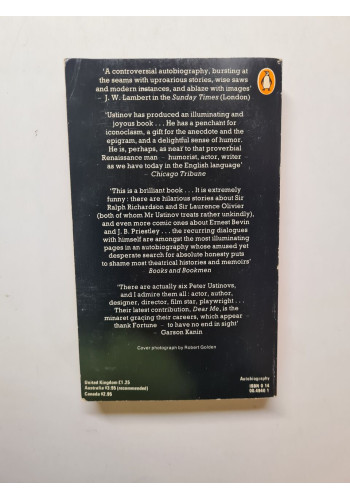 'A controversial autobiography, bursting at
the seams with uproarious stories, wise saws
and modern instances, and ablaze with images'
– J. W. Lambert in the Sunday Times (London)
'Ustinov has produced an illuminating and
joyous book . . . He has a penchant for
iconoclasm, a gift for the anecdote and the
epigram, and a delightful sense of humor.
He is, perhaps, as near to that proverbial
Renaissance man – humorist, actor, writer –
as we have today in the English language'
– Chicago Tribune
'This is a brilliant book . . . It is extremely
funny: there are hilarious stories about Sir
Ralph Richardson and Sir Laurence Olivier
(both of whom Mr Ustinov treats rather unkindly),
and even more comic ones about Ernest Bevin
and J. B. Priestley . . . the recurring dialogues
with himself are amongst the most illuminating
pages in an autobiography whose amused yet
desperate search for absolute honesty puts
to shame most theatrical histories and memoirs'
– Books and Bookmen
'There are actually six Peter Ustinovs,
and I admire them all: actor, author,
designer, director, film star, playwright . . .
Their latest contribution, Dear Me, is the
minaret gracing their careers, which appear –
thank Fortune – to have no end in sight'
– Garson Kanin
Cover photograph by Robert Golden
United Kingdom £1.25
Australia $3.95 (recommended)
Canada $2.95
Autobiography
ISBN 0 14
00.4940 1